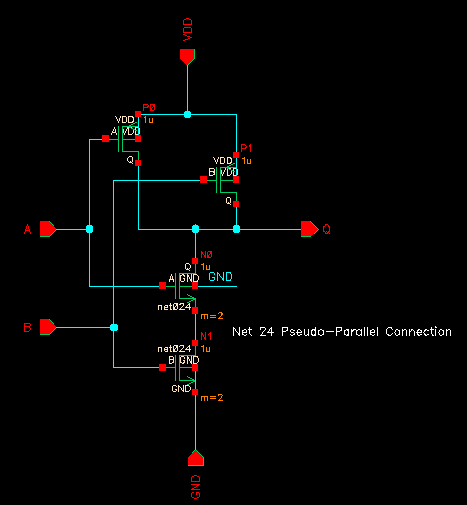 VDD
P0
VDD
1u
A
VDD
Q
P1
VDD
1u
B
VDD
Q
A
Q
N0
Q
1u
A
GND
GND
net024
m=2
B
N1
net024
1u
B
GND
GND
m=2
Net 24 Pseudo-Parallel Connection
GND